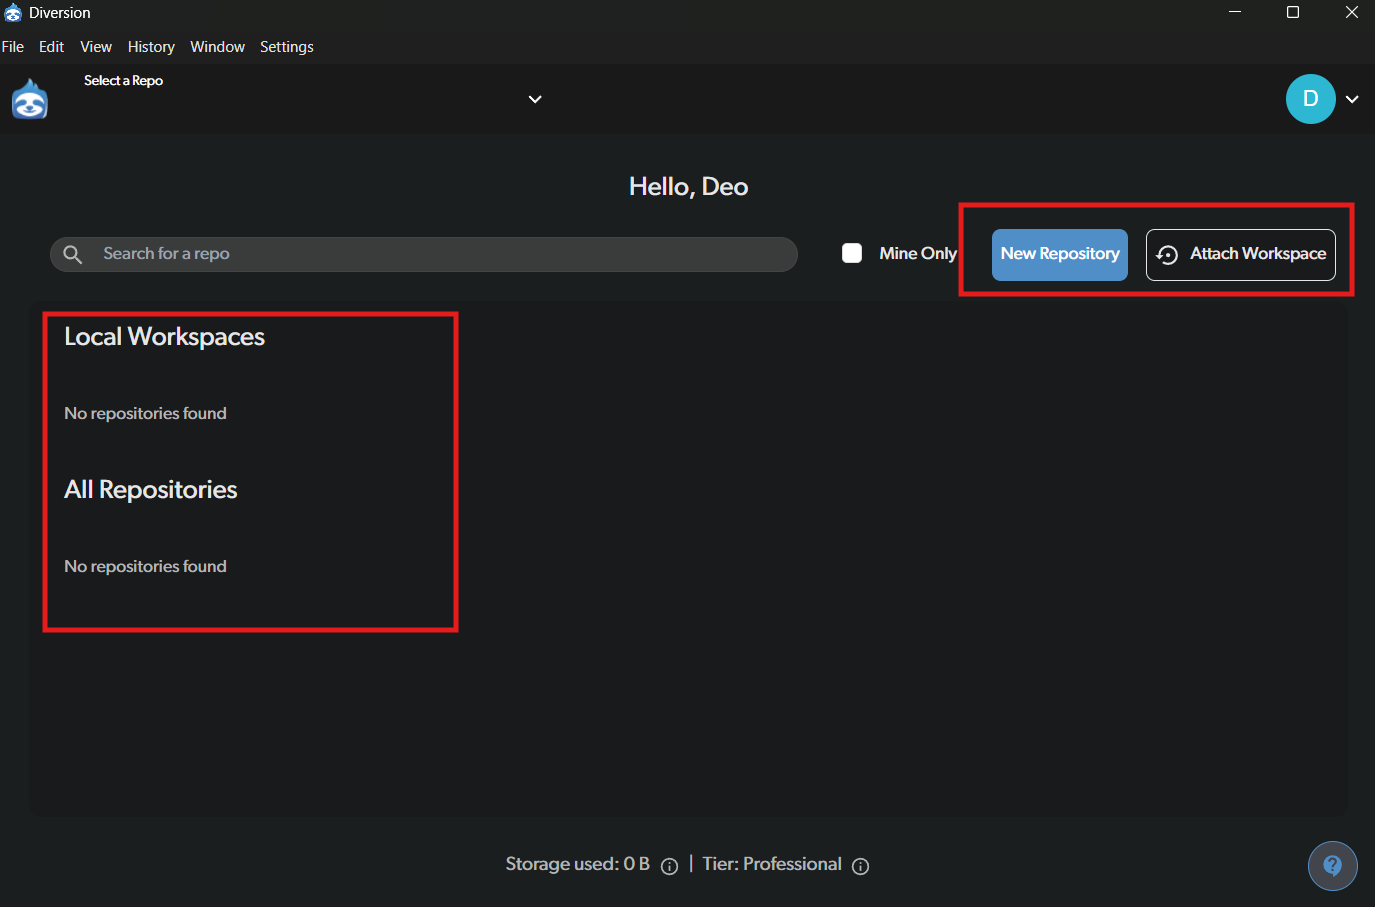 Diversion
File Edit View History Window Settings
Select a Repo
D
Hello, Deo
Search for a repo
Mine Only
New Repository
Attach Workspace
Local Workspaces
No repositories found
All Repositories
No repositories found
Storage used: 0 B | Tier: Professional
?